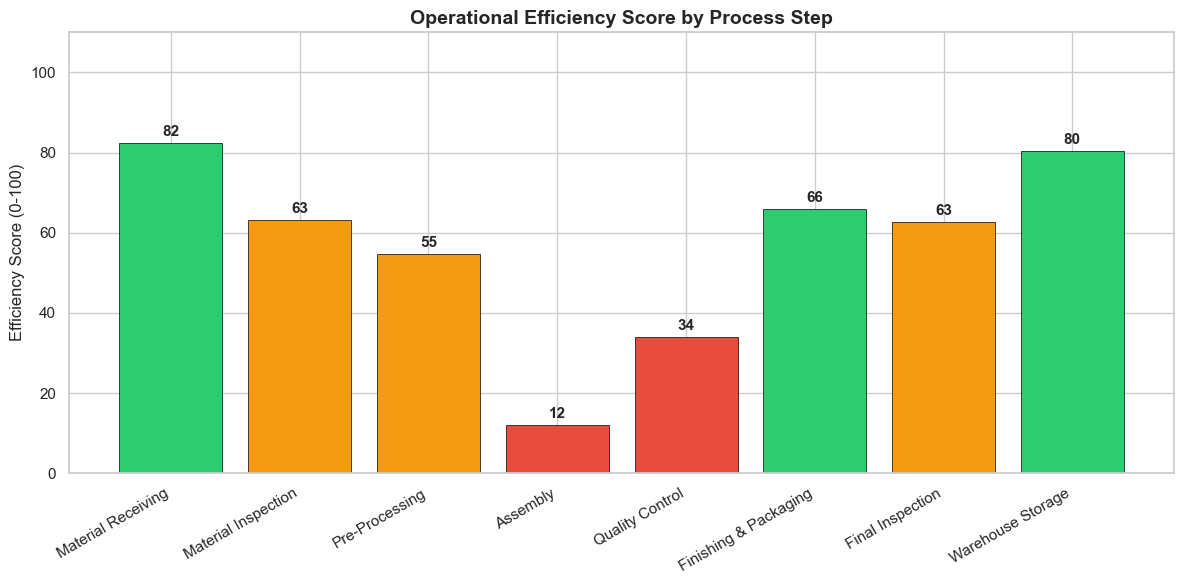 Operational Efficiency Score by Process Step
Efficiency Score (0-100)
100
80
60
40
20
0
82
63
55
12
34
66
63
80
Material Receiving
Material Inspection
Pre-Processing
Assembly
Quality Control
Finishing & Packaging
Final Inspection
Warehouse Storage